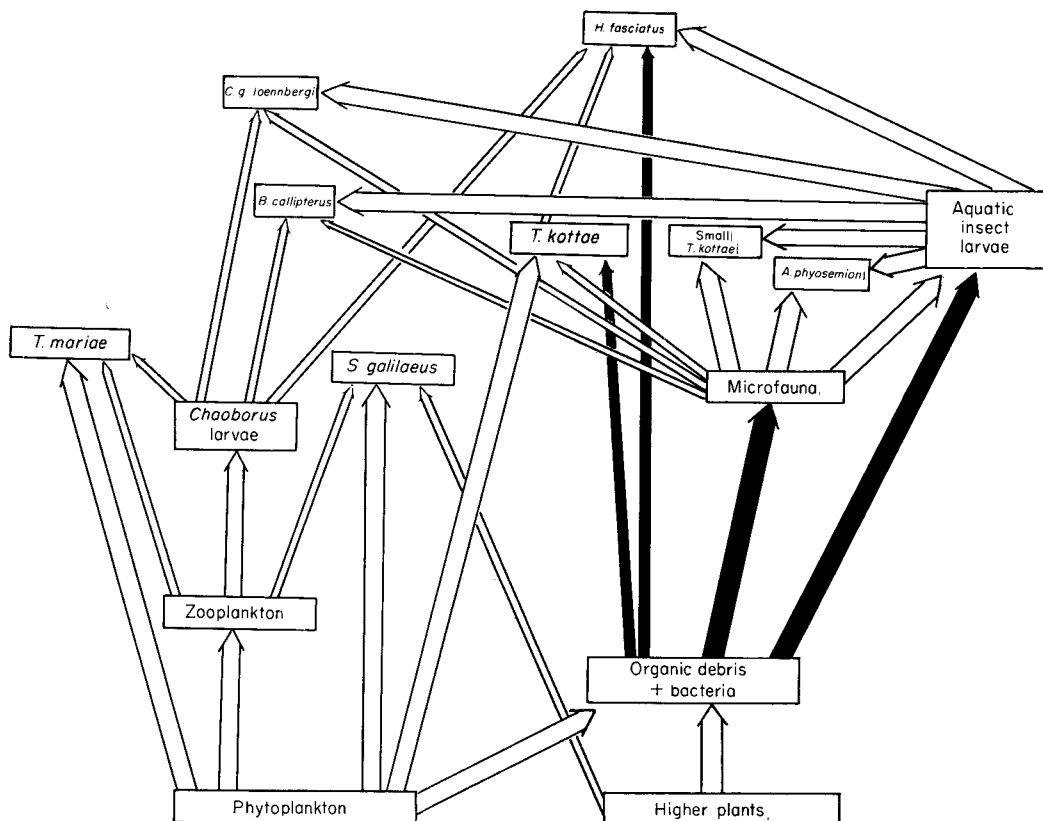 H. fasciatus
C. g. loennbergi
B. callipterus
T. kottae
Small
T. kottae
Aquatic
insect
larvae
A. physemion
T. mariae
S galilaeus
Microfauna.
Chaoborus
larvae
Zooplankton
Organic debris
+ bacteria
Phytoplankton
Higher plants.